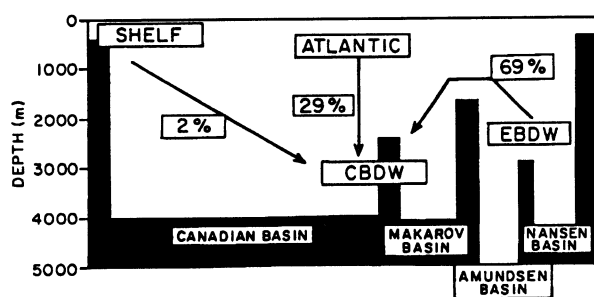 0
1000
2000
3000
4000
5000
DEPTH (m)
SHELF
ATLANTIC
69%
29%
2%
EBDW
CBDW
CANADIAN BASIN
MAKAROV
BASIN
NANSEN
BASIN
AMUNDSEN
BASIN